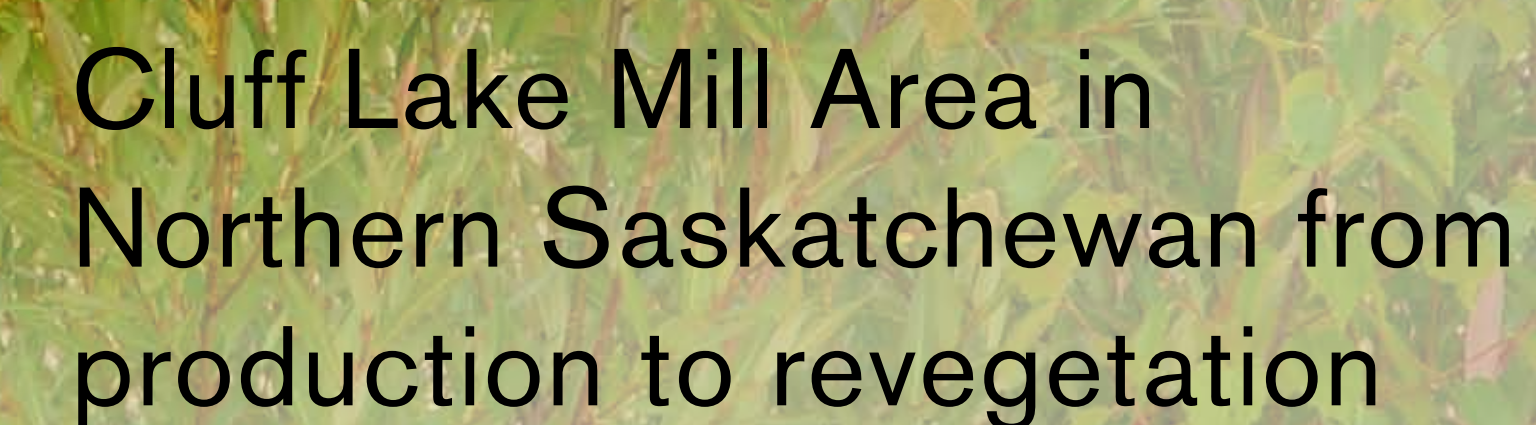 Cluff Lake Mill Area in
Northern Saskatchewan from
production to revegetation